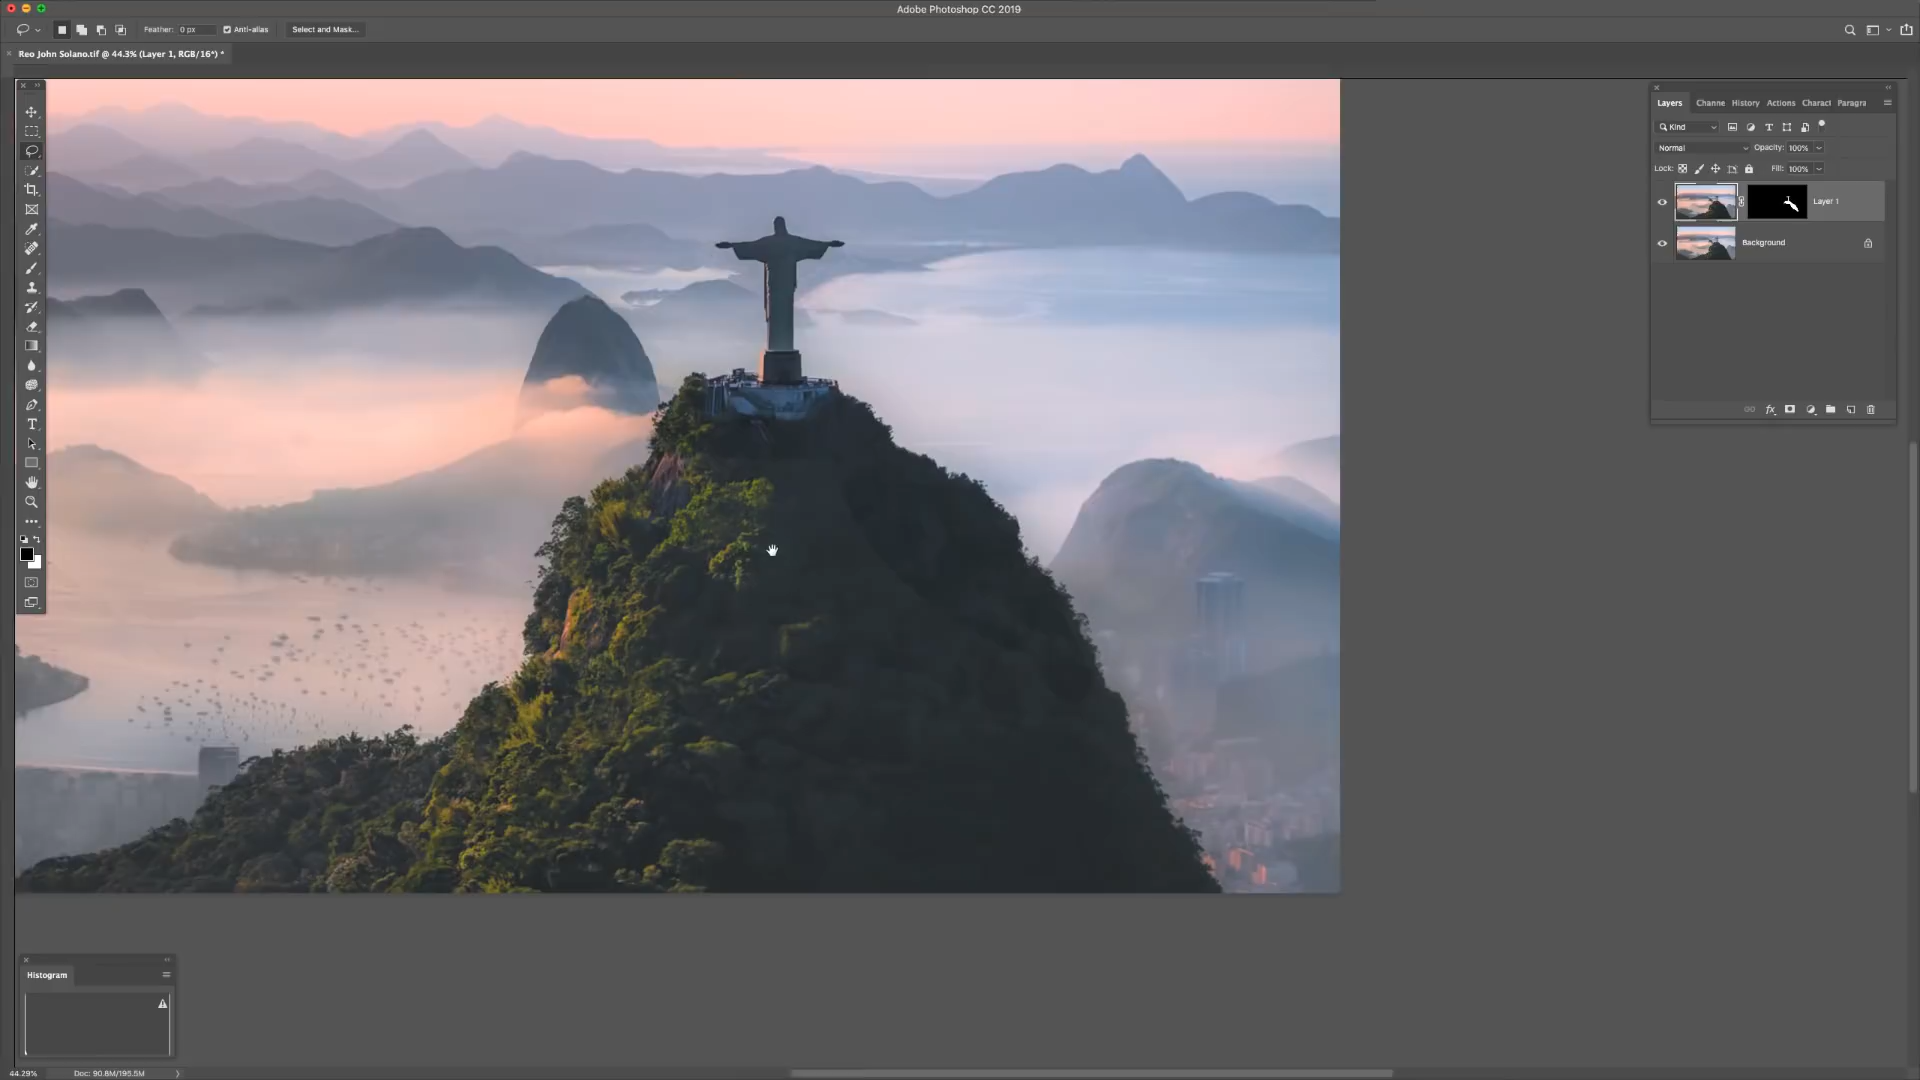 Adobe Photoshop CC 2019
Feather: 0 px
Anti-alias
Select and Mask...
Reo John Solano.tif @ 44.3% (Layer 1, RGB/16*) *
Layers Channe History Actions Charact Paragra
Kind
Normal Opacity: 100%
Lock: Fill: 100%
Layer 1
Background
Histogram
44.29% Doc: 90.8M/195.5M